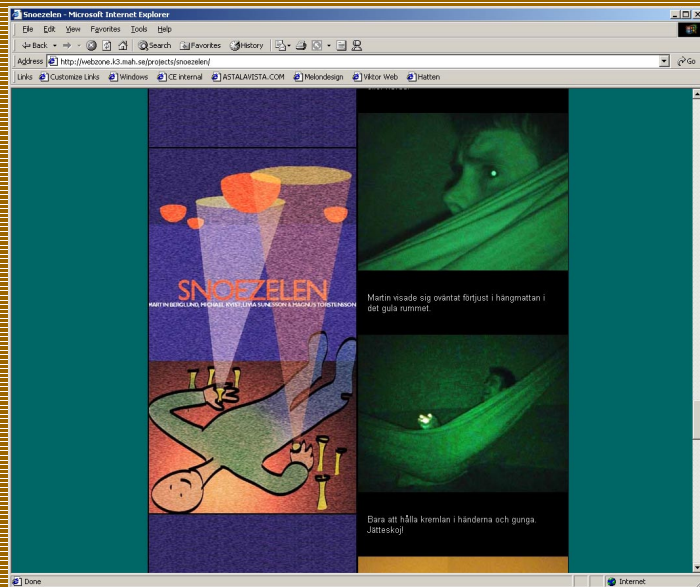 Snoezelen - Microsoft Internet Explorer
File Edit View Favorites Tools Help
Back Search Favorites History
Address http://webzone.k3.mah.se/projects/snoezelen/ Go
Links Customize Links Windows CE internal ASTALAVISTA.COM Melondesign Viktor Web Hatten
SNOEZELEN
MARTIN BERGLUND, MICHAEL KVIST, LIVIA SUNESSON & MAGNUS TORSTENSSON
Martin visade sig oväntat förtjust i hängmattan i
det gula rummet.
Bara att hålla kremlan i händerna och gunga.
Jätteskoj!
Done Internet